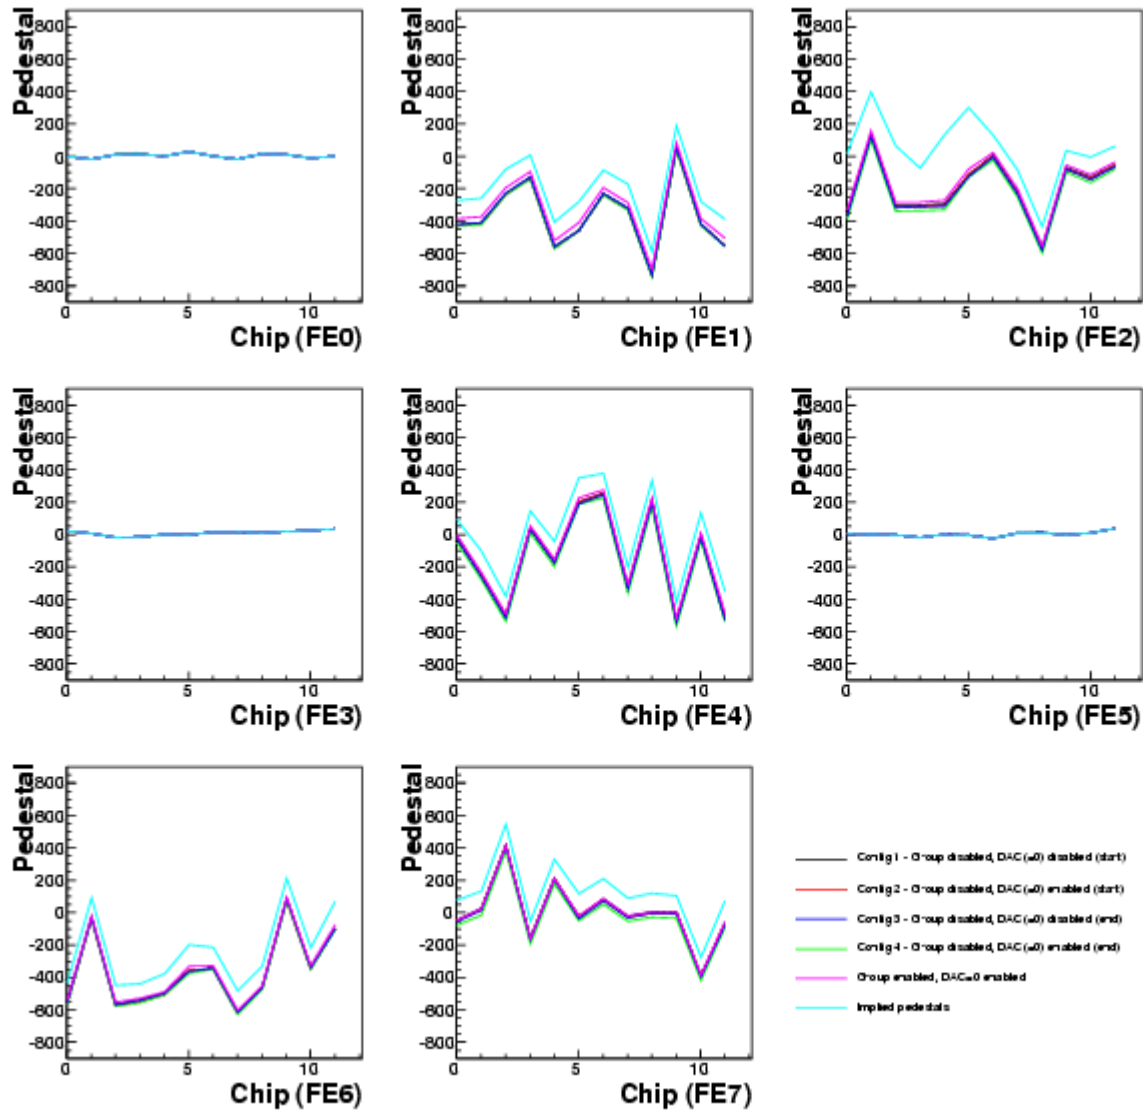 Pedestal
800
600
400
200
0
-200
-400
-600
-800
0 5 10
Chip (FE0)
Pedestal
800
600
400
200
0
-200
-400
-600
-800
0 5 10
Chip (FE1)
Pedestal
800
600
400
200
0
-200
-400
-600
-800
0 5 10
Chip (FE2)
Pedestal
800
600
400
200
0
-200
-400
-600
-800
0 5 10
Chip (FE3)
Pedestal
800
600
400
200
0
-200
-400
-600
-800
0 5 10
Chip (FE4)
Pedestal
800
600
400
200
0
-200
-400
-600
-800
0 5 10
Chip (FE5)
Pedestal
800
600
400
200
0
-200
-400
-600
-800
0 5 10
Chip (FE6)
Pedestal
800
600
400
200
0
-200
-400
-600
-800
0 5 10
Chip (FE7)
Config 1 - Group disabled, DAC (=0) disabled (start)
Config 2 - Group disabled, DAC (=0) enabled (start)
Config 3 - Group disabled, DAC (=0) disabled (end)
Config 4 - Group disabled, DAC (=0) enabled (end)
Group enabled, DAC=0 enabled
Implied pedestals